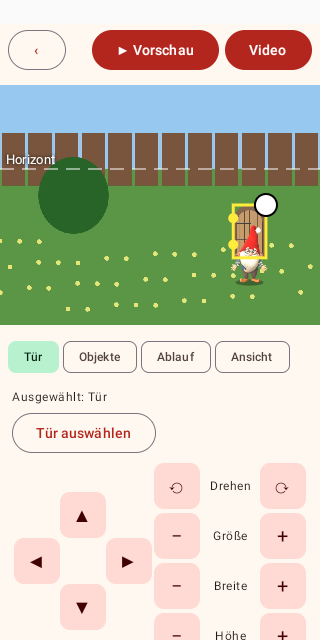 ‹
► Vorschau
Video
Horizont
Tür
Objekte
Ablauf
Ansicht
Ausgewählt: Tür
Tür auswählen
Drehen
− Größe +
− Breite +
− Höhe +